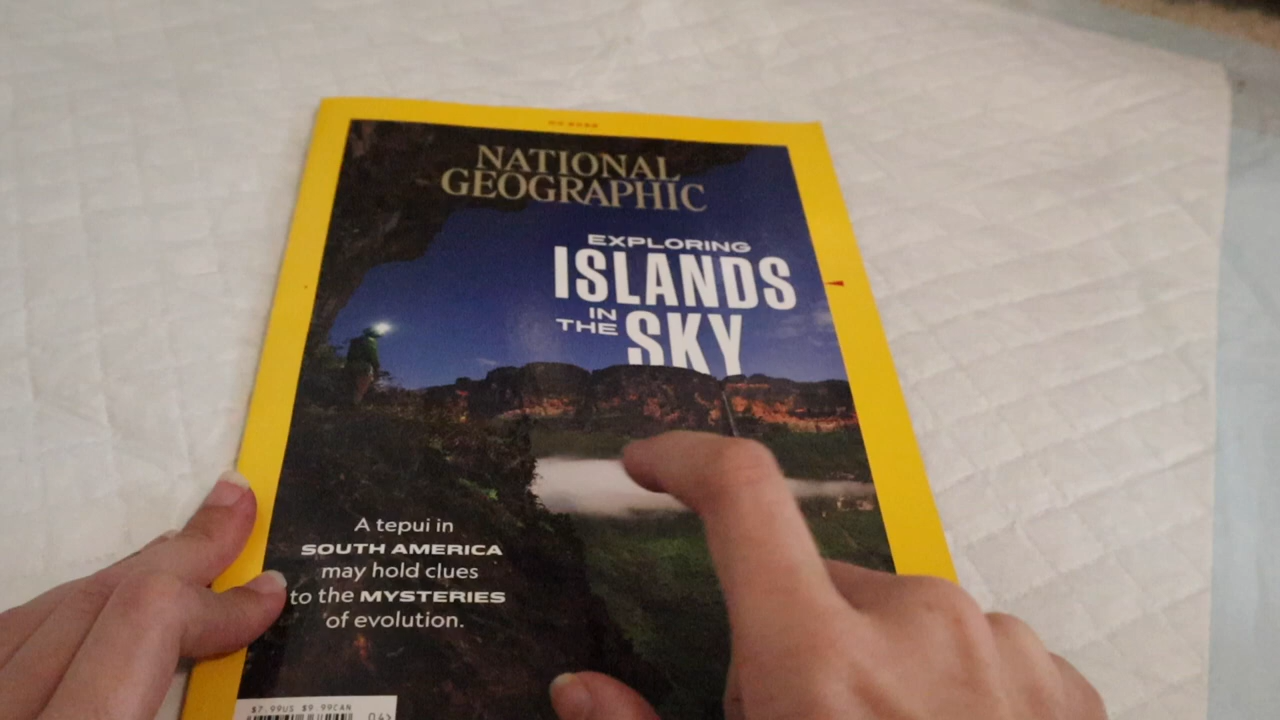 NATIONAL
GEOGRAPHIC
EXPLORING
ISLANDS
IN
THE SKY
A tepui in
SOUTH AMERICA
may hold clues
to the MYSTERIES
of evolution.
$7.99US $9.99CAN
04>